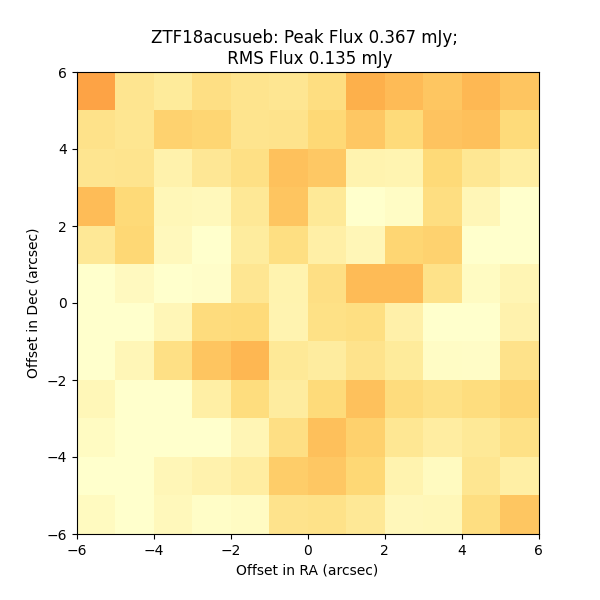 ZTF18acusueb: Peak Flux 0.367 mJy;
RMS Flux 0.135 mJy
6
4
2
0
−2
−4
−6
Offset in Dec (arcsec)
−6 −4 −2 0 2 4 6
Offset in RA (arcsec)